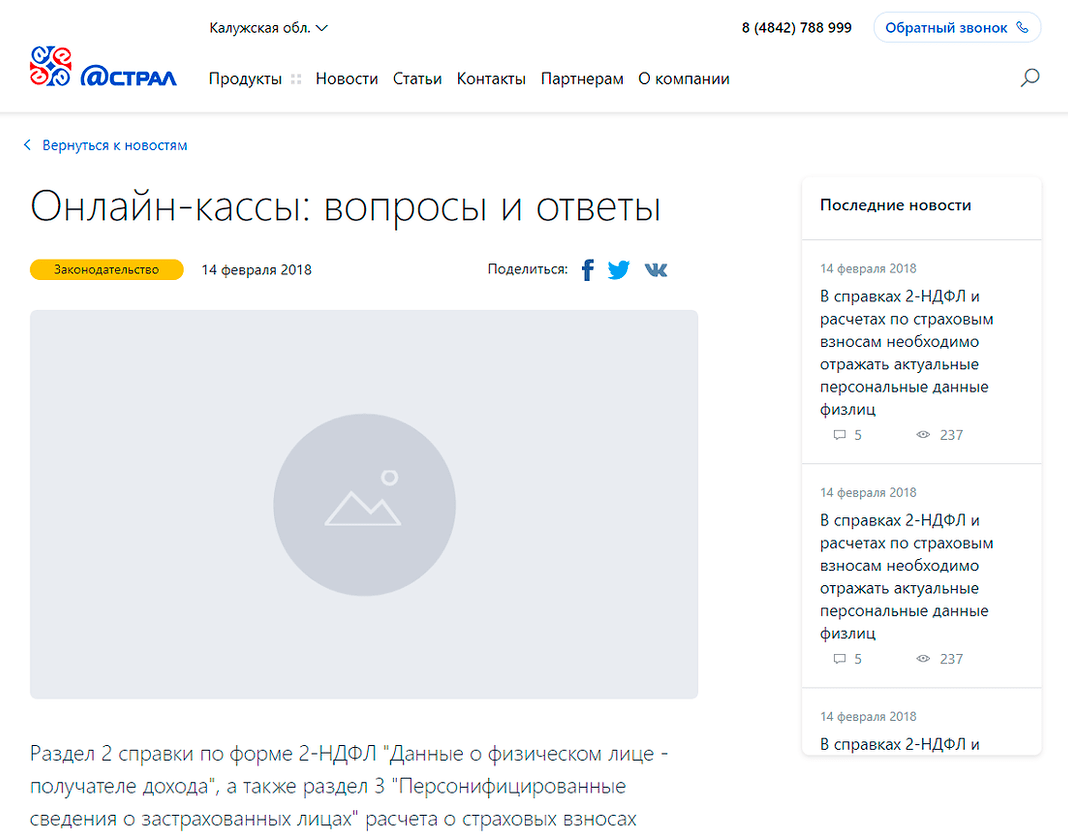 Калужская обл.
8 (4842) 788 999
Обратный звонок
@СТРАЛ
Продукты
Новости
Статьи
Контакты
Партнерам
О компании
Вернуться к новостям
Онлайн-кассы: вопросы и ответы
Законодательство
14 февраля 2018
Поделиться:
Раздел 2 справки по форме 2-НДФЛ "Данные о физическом лице -
получателе дохода", а также раздел 3 "Персонифицированные
сведения о застрахованных лицах" расчета о страховых взносах
Последние новости
14 февраля 2018
В справках 2-НДФЛ и
расчетах по страховым
взносам необходимо
отражать актуальные
персональные данные
физлиц
5
237
14 февраля 2018
В справках 2-НДФЛ и
расчетах по страховым
взносам необходимо
отражать актуальные
персональные данные
физлиц
5
237
14 февраля 2018
В справках 2-НДФЛ и